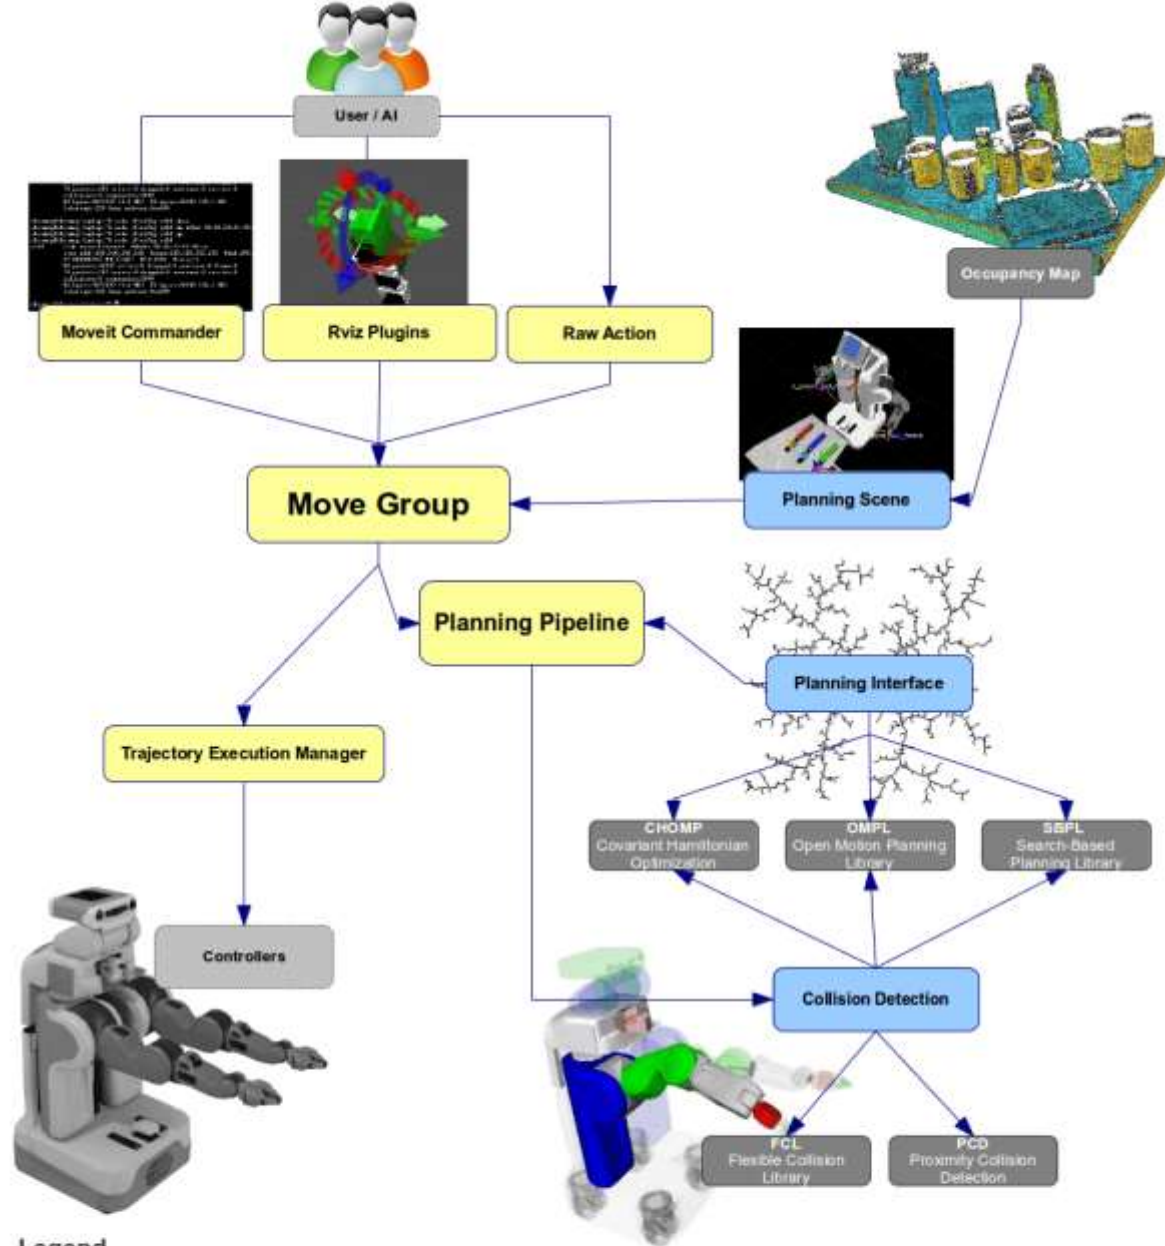 User / AI
Occupancy Map
Moveit Commander
Rviz Plugins
Raw Action
Planning Scene
Move Group
Planning Pipeline
Planning Interface
Trajectory Execution Manager
CHOMP
Covariant Hamiltonian
Optimization
OMPL
Open Motion Planning
Library
SBPL
Search-Based
Planning Library
Controllers
Collision Detection
FCL
Flexible Collision
Library
PCD
Proximity Collision
Detection
Legend